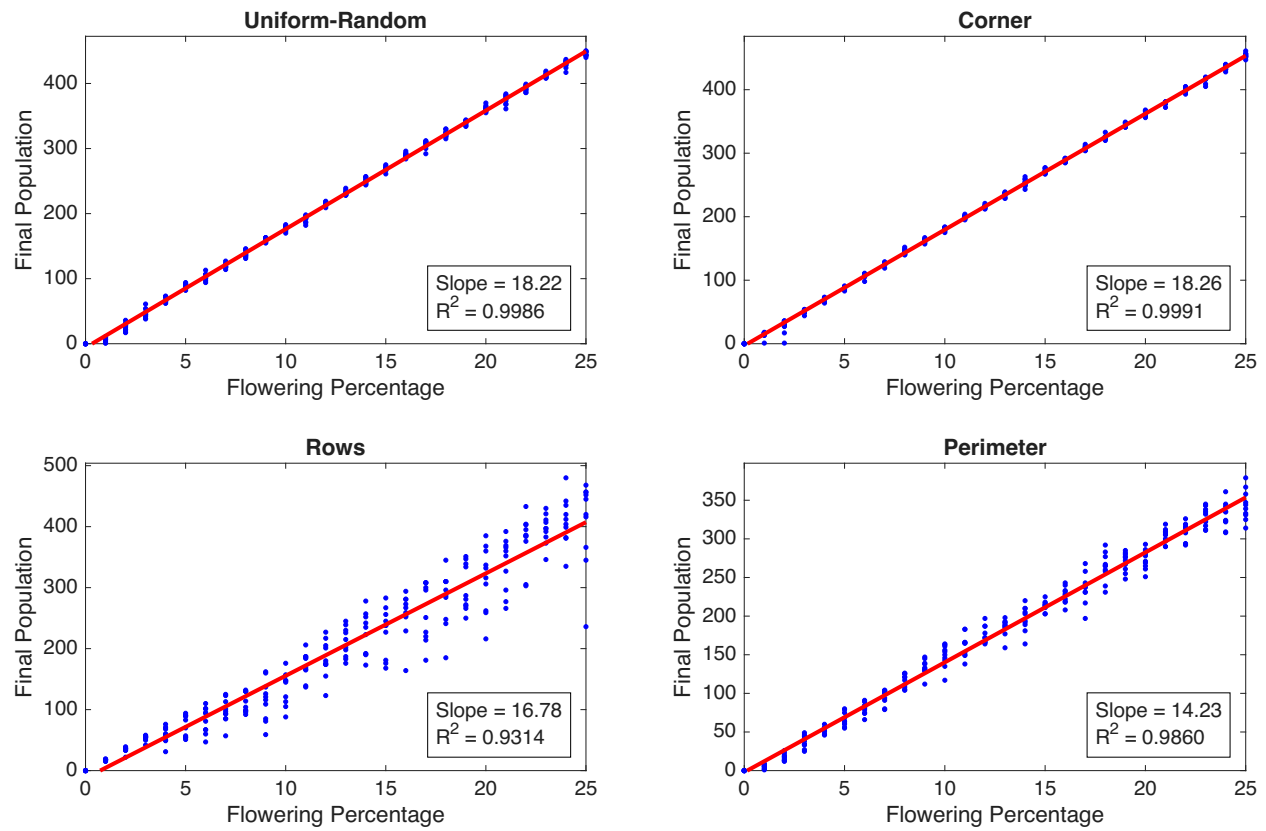 Uniform-Random
Final Population
400
300
200
100
0
0 5 10 15 20 25
Flowering Percentage
Slope = 18.22
R² = 0.9986
Corner
Final Population
400
300
200
100
0
0 5 10 15 20 25
Flowering Percentage
Slope = 18.26
R² = 0.9991
Rows
Final Population
500
400
300
200
100
0
0 5 10 15 20 25
Flowering Percentage
Slope = 16.78
R² = 0.9314
Perimeter
Final Population
350
300
250
200
150
100
50
0
0 5 10 15 20 25
Flowering Percentage
Slope = 14.23
R² = 0.9860